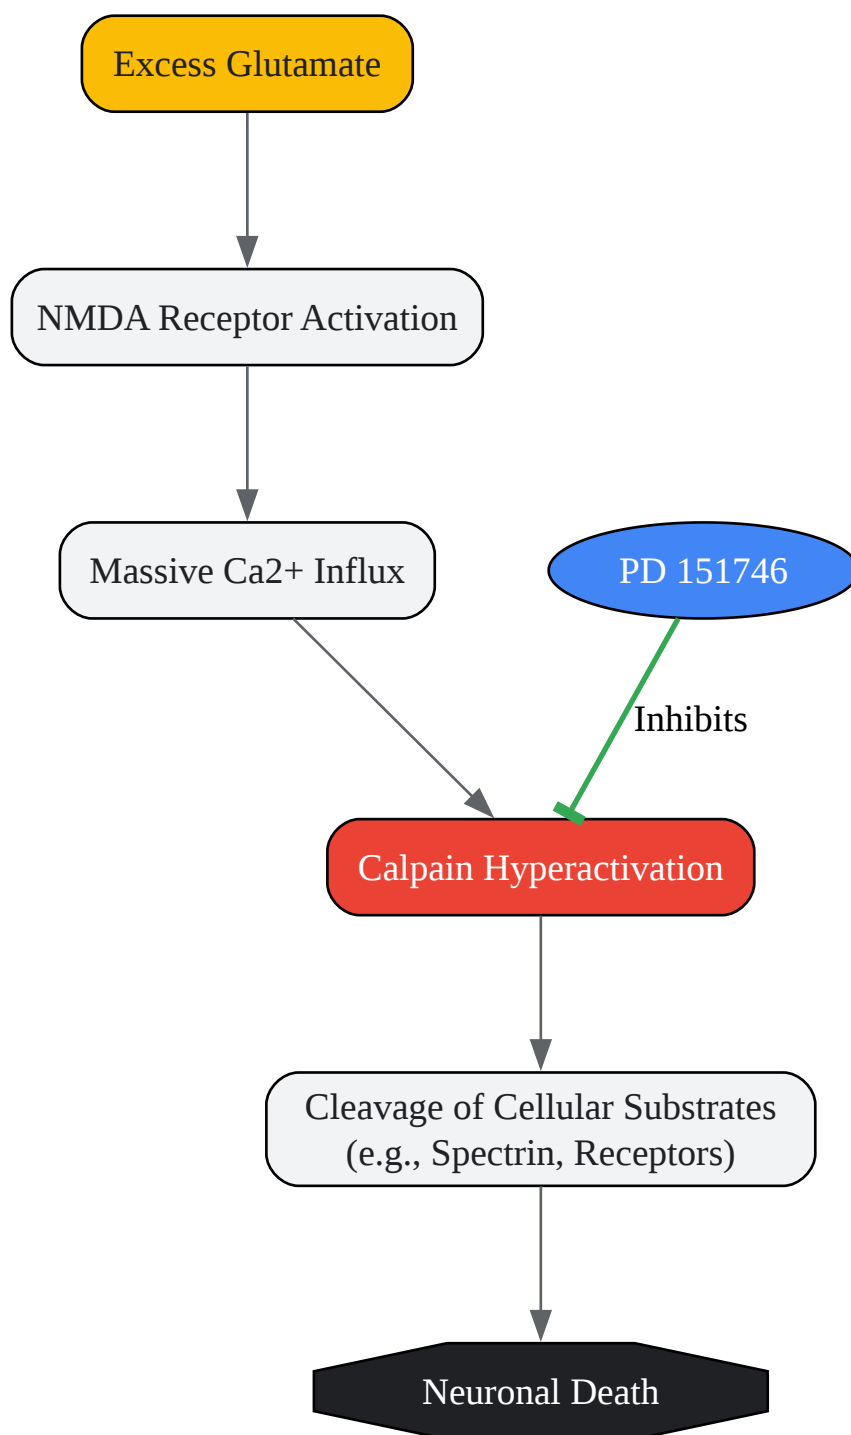 Excess Glutamate
NMDA Receptor Activation
Massive Ca2+ Influx
PD 151746
Inhibits
Calpain Hyperactivation
Cleavage of Cellular Substrates
(e.g., Spectrin, Receptors)
Neuronal Death